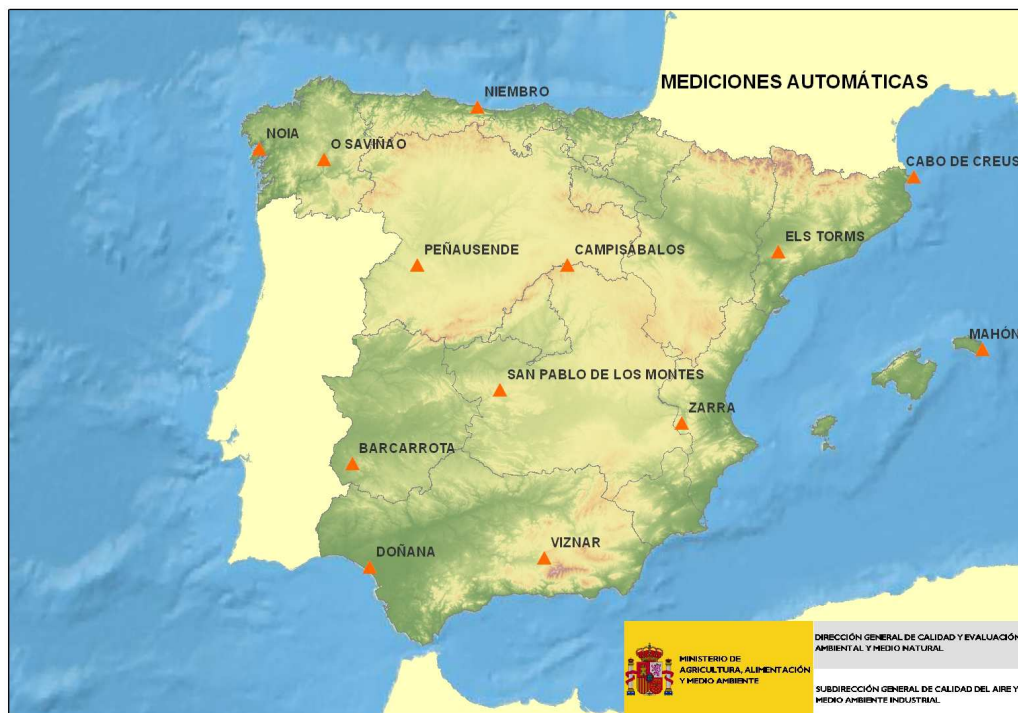 MEDICIONES AUTOMÁTICAS
NIEMBRO
NOIA
O SAVIÑAO
CABO DE CREUS
ELS TORMS
PEÑAUSENDE
CAMPISÁBALOS
MAHÓN
SAN PABLO DE LOS MONTES
ZARRA
BARCARROTA
VIZNAR
DOÑANA
MINISTERIO DE
AGRICULTURA, ALIMENTACIÓN
Y MEDIO AMBIENTE
DIRECCIÓN GENERAL DE CALIDAD Y EVALUACIÓN
AMBIENTAL Y MEDIO NATURAL
SUBDIRECCIÓN GENERAL DE CALIDAD DEL AIRE Y
MEDIO AMBIENTE INDUSTRIAL